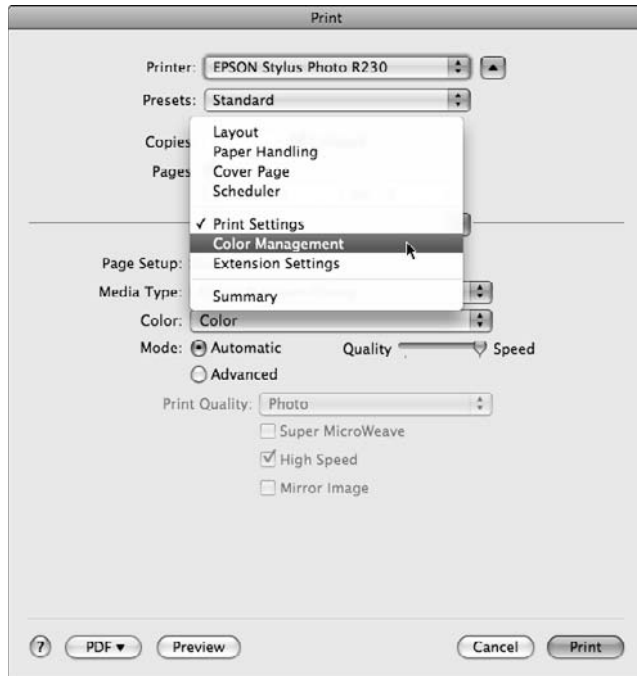 Print
Printer: EPSON Stylus Photo R230
Presets: Standard
Copies
Pages
Layout
Paper Handling
Cover Page
Scheduler
✓ Print Settings
Color Management
Extension Settings
Summary
Page Setup:
Media Type:
Color: Color
Mode: Automatic Quality Speed
Advanced
Print Quality: Photo
Super MicroWeave
High Speed
Mirror Image
? PDF▼ Preview Cancel Print